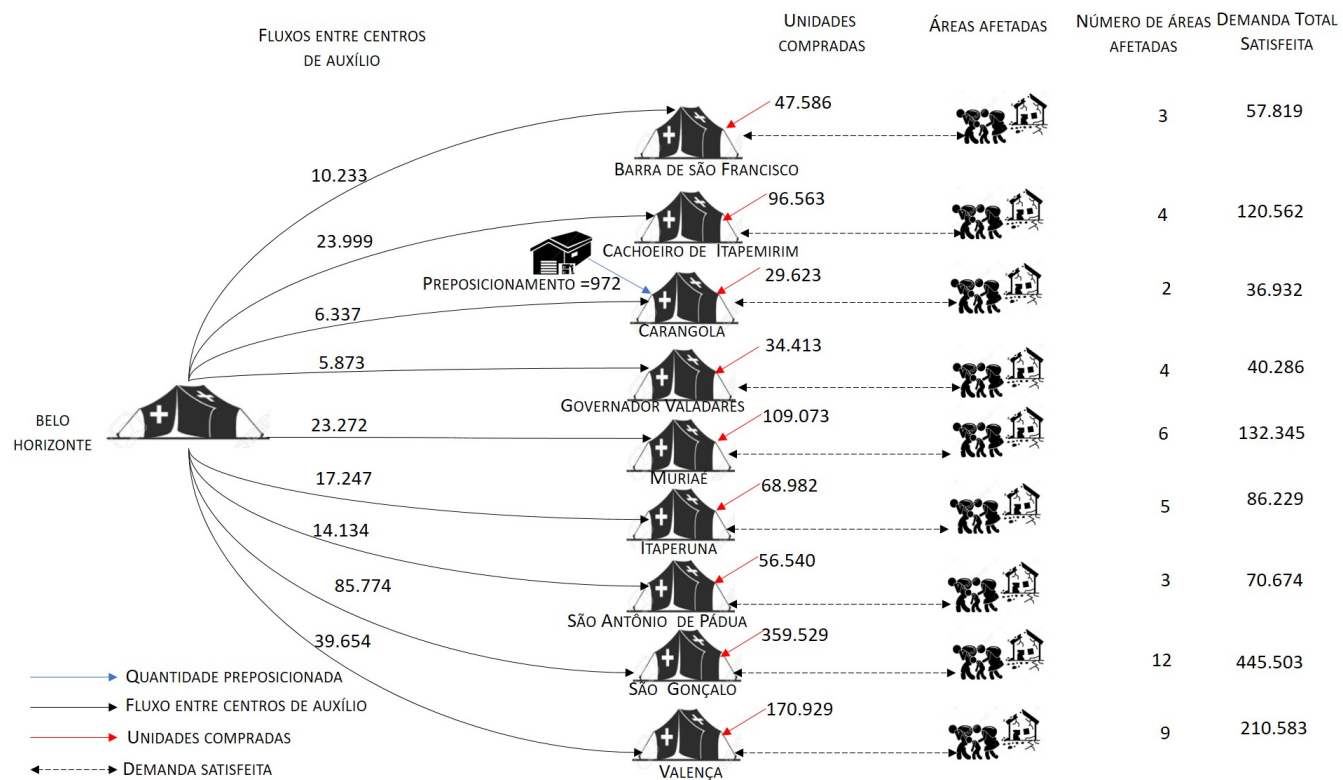 FLUXOS ENTRE CENTROS
DE AUXÍLIO
UNIDADES
COMPRADAS
ÁREAS AFETADAS
NÚMERO DE ÁREAS
AFETADAS
DEMANDA TOTAL
SATISFEITA
10.233
47.586
BARRA DE SÃO FRANCISCO
3
57.819
23.999
96.563
CACHOEIRO DE ITAPEMIRIM
4
120.562
PREPOSICIONAMENTO =972
6.337
29.623
CARANGOLA
2
36.932
5.873
34.413
GOVERNADOR VALADARES
4
40.286
BELO
HORIZONTE
23.272
109.073
MURIAÉ
6
132.345
17.247
68.982
ITAPERUNA
5
86.229
14.134
56.540
SÃO ANTÔNIO DE PÁDUA
3
70.674
85.774
359.529
SÃO GONÇALO
12
445.503
39.654
170.929
VALENÇA
9
210.583
QUANTIDADE PREPOSICIONADA
FLUXO ENTRE CENTROS DE AUXÍLIO
UNIDADES COMPRADAS
DEMANDA SATISFEITA